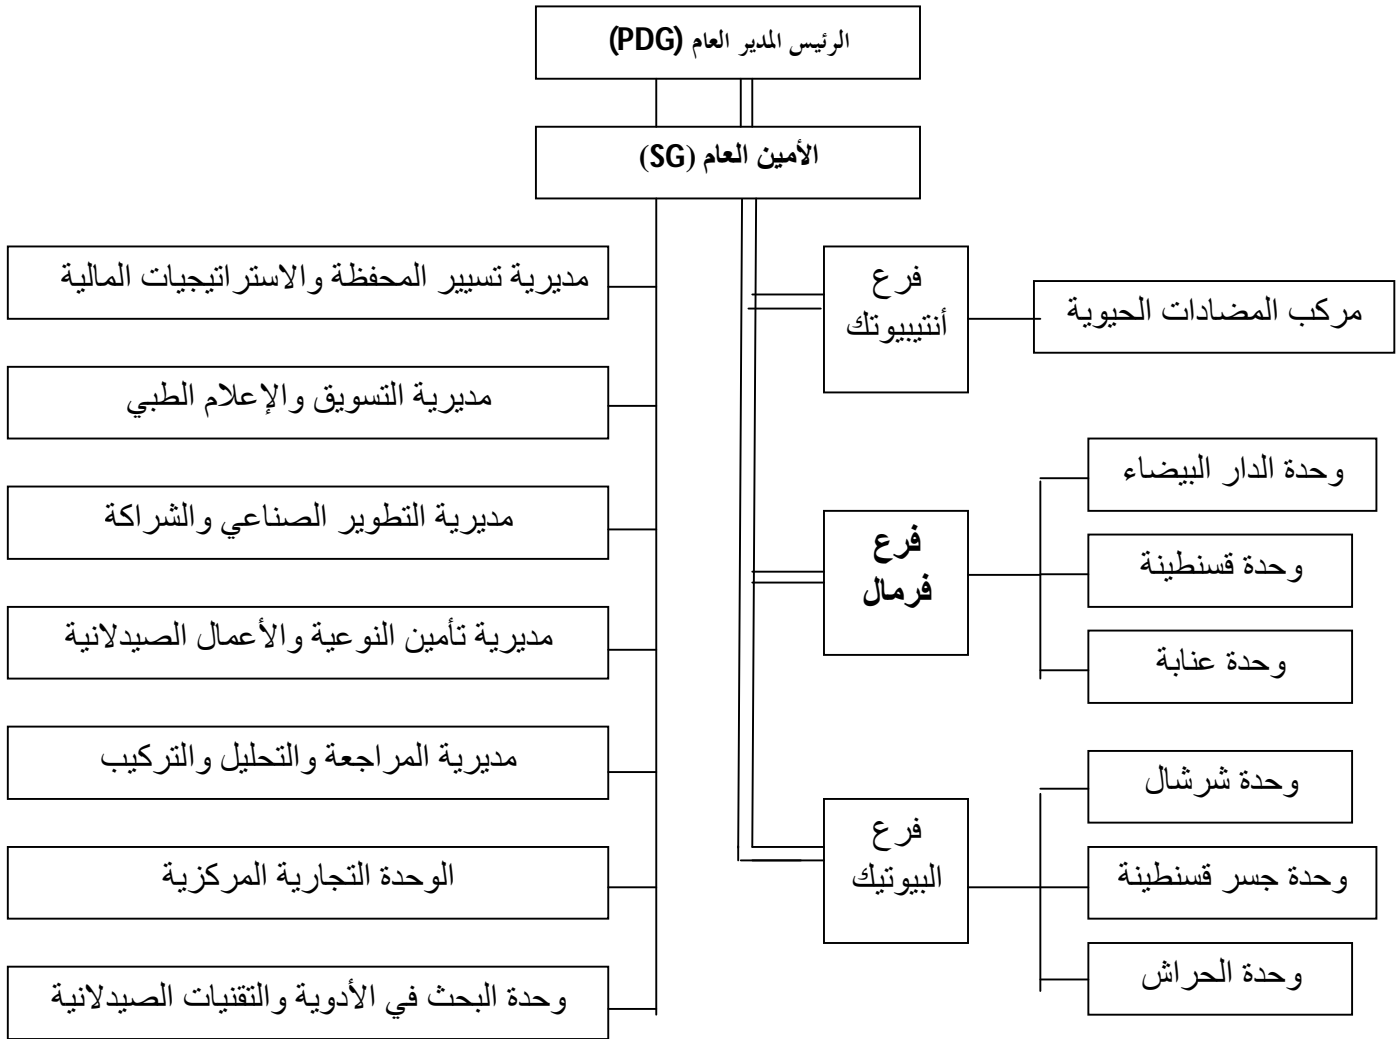 الرئيس المدير العام (PDG)
الأمين العام (SG)
مديرية تسيير المحفظة والاستراتيجيات المالية
مديرية التسويق والإعلام الطبي
مديرية التطوير الصناعي والشراكة
مديرية تأمين النوعية والأعمال الصيدلانية
مديرية المراجعة والتحليل والتركيب
الوحدة التجارية المركزية
وحدة البحث في الأدوية والتقنيات الصيدلانية
فرع
أنتيبيوتك
مركب المضادات الحيوية
فرع
فرمال
وحدة الدار البيضاء
وحدة قسنطينة
وحدة عنابة
فرع
البيوتيك
وحدة شرشال
وحدة جسر قسنطينة
وحدة الحراش